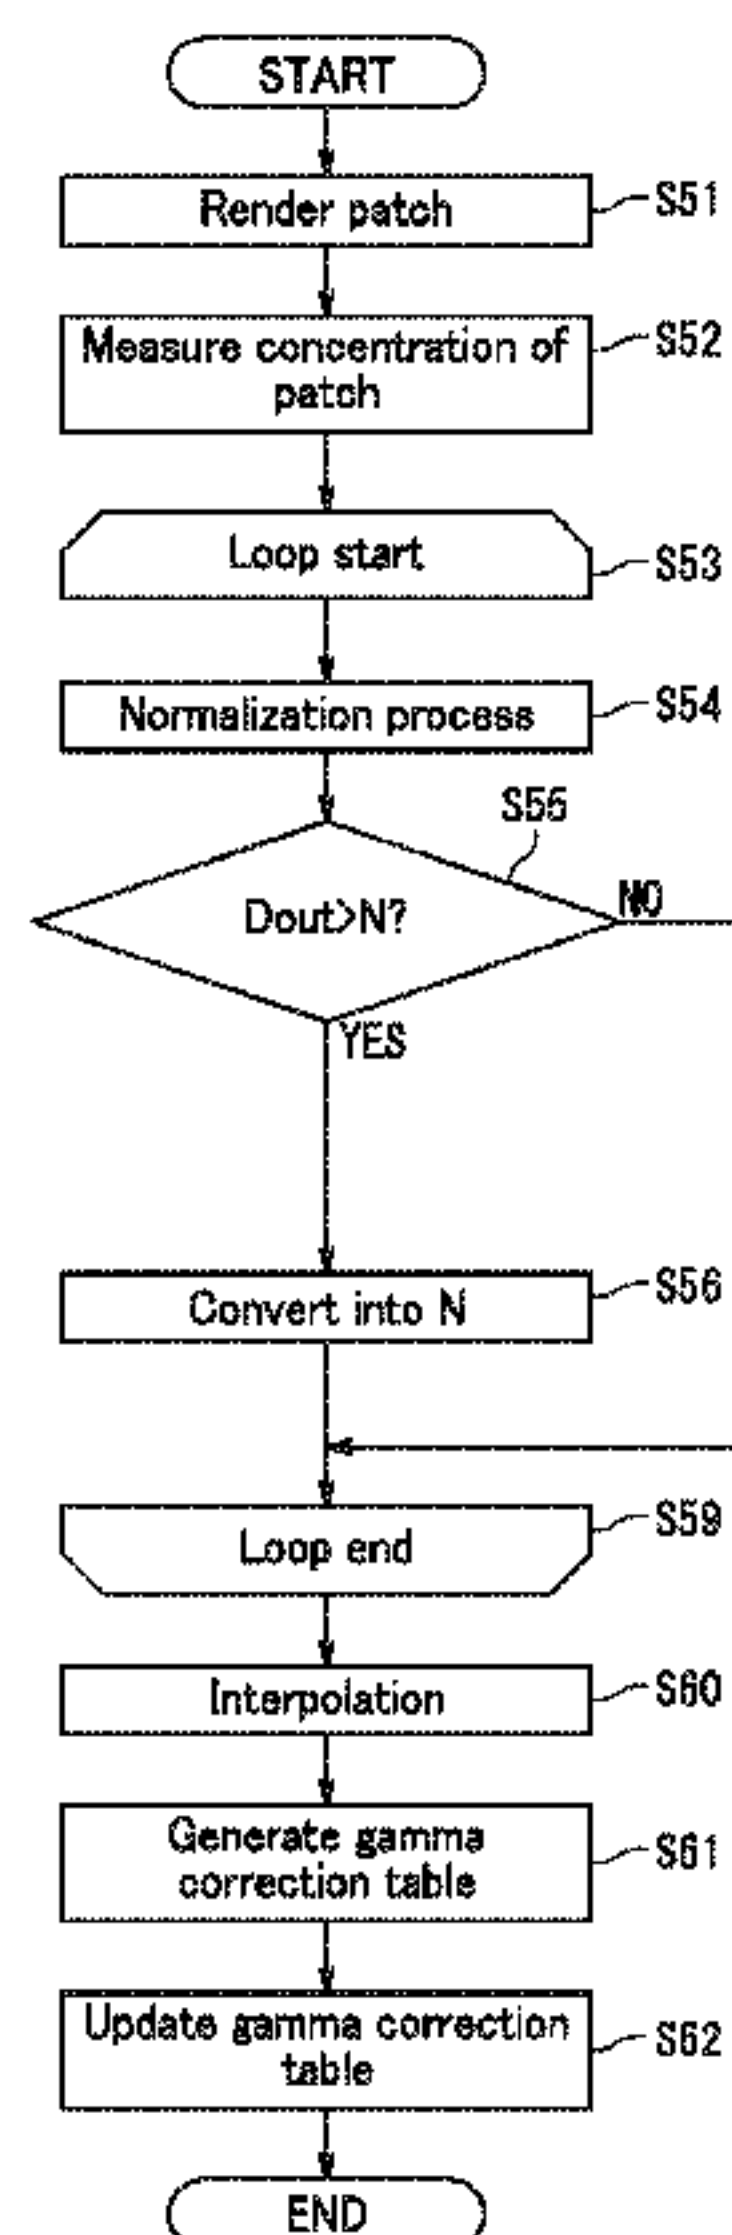 START
Render patch
S51
Measure concentration of
patch
S52
Loop start
S53
Normalization process
S54
S55
Dout>N?
NO
YES
Convert into N
S56
Loop end
S59
Interpolation
S60
Generate gamma
correction table
S61
Update gamma correction
table
S62
END